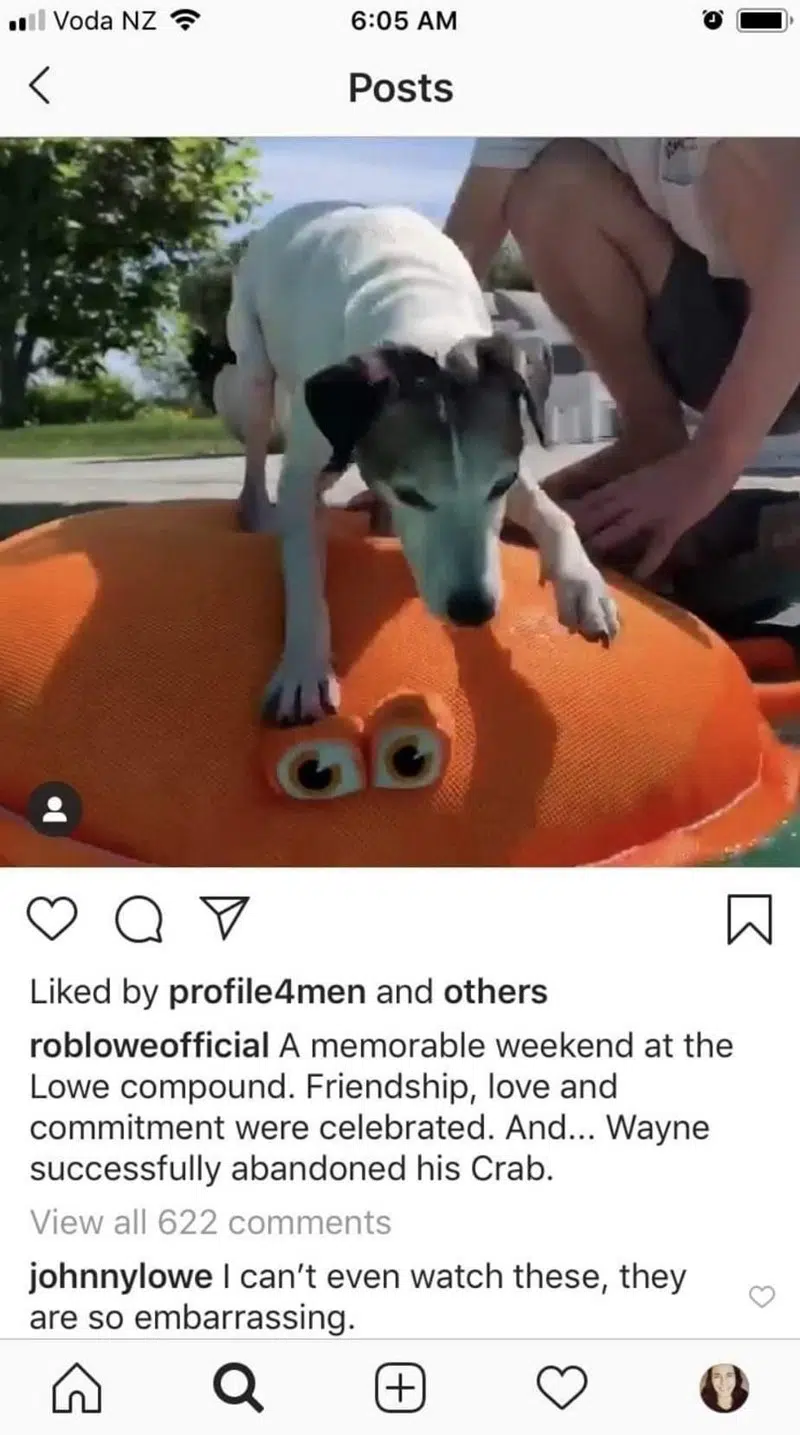 Voda NZ 6:05 AM
Posts
Liked by profile4men and others
robloweofficial A memorable weekend at the
Lowe compound. Friendship, love and
commitment were celebrated. And... Wayne
successfully abandoned his Crab.
View all 622 comments
johnnylowe I can’t even watch these, they
are so embarrassing.